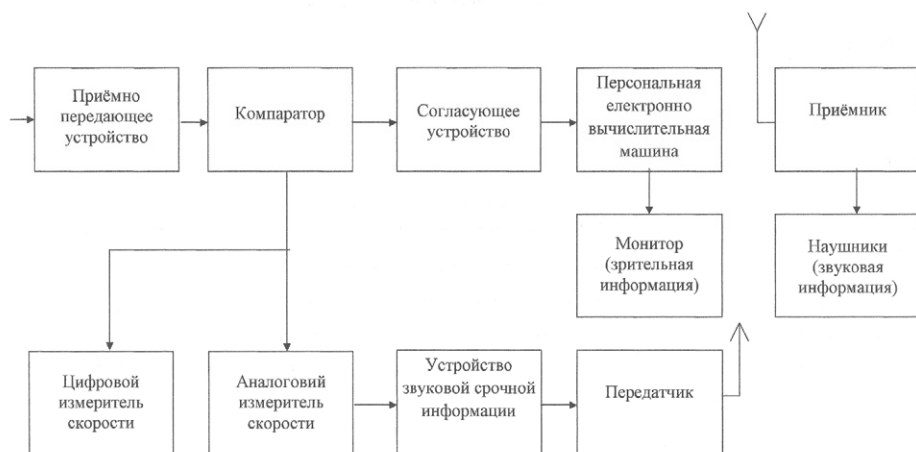 Приёмно
передающее
устройство
Компаратор
Согласующее
устройство
Персональная
електронно
вычислительная
машина
Приёмник
Монитор
(зрительная
информация)
Наушники
(звуковая
информация)
Цифровой
измеритель
скорости
Аналоговий
измеритель
скорости
Устройство
звуковой срочной
информации
Передатчик